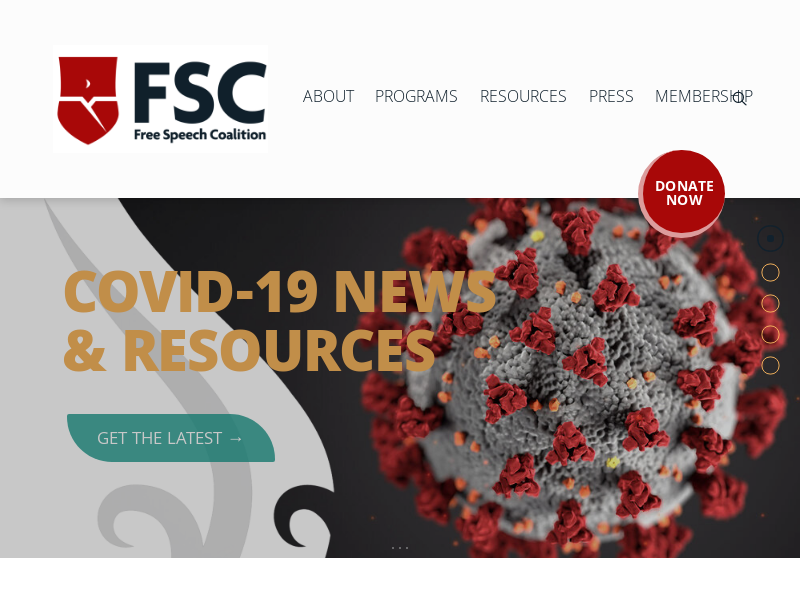 FSC
Free Speech Coalition
ABOUT PROGRAMS RESOURCES PRESS MEMBERSHIP
DONATE
NOW
COVID-19 NEWS
& RESOURCES
GET THE LATEST →